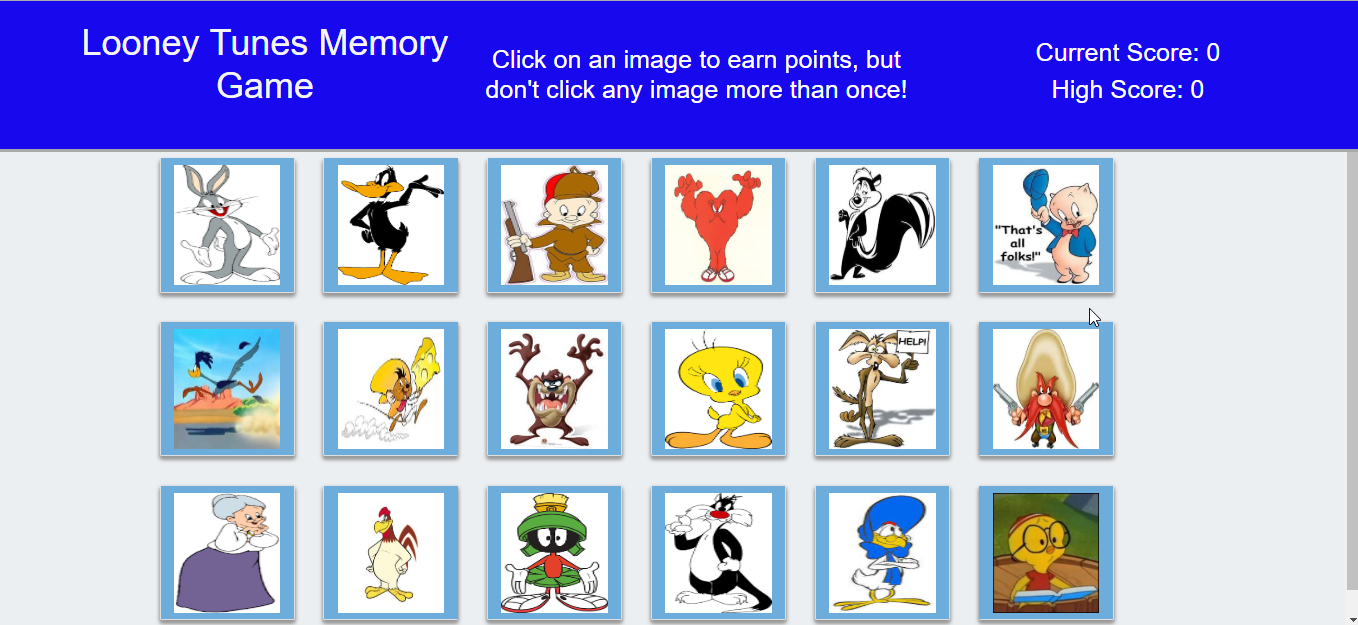 Looney Tunes Memory
Game
Click on an image to earn points, but
don't click any image more than once!
Current Score: 0
High Score: 0
"That's
all
folks!"
HELP!